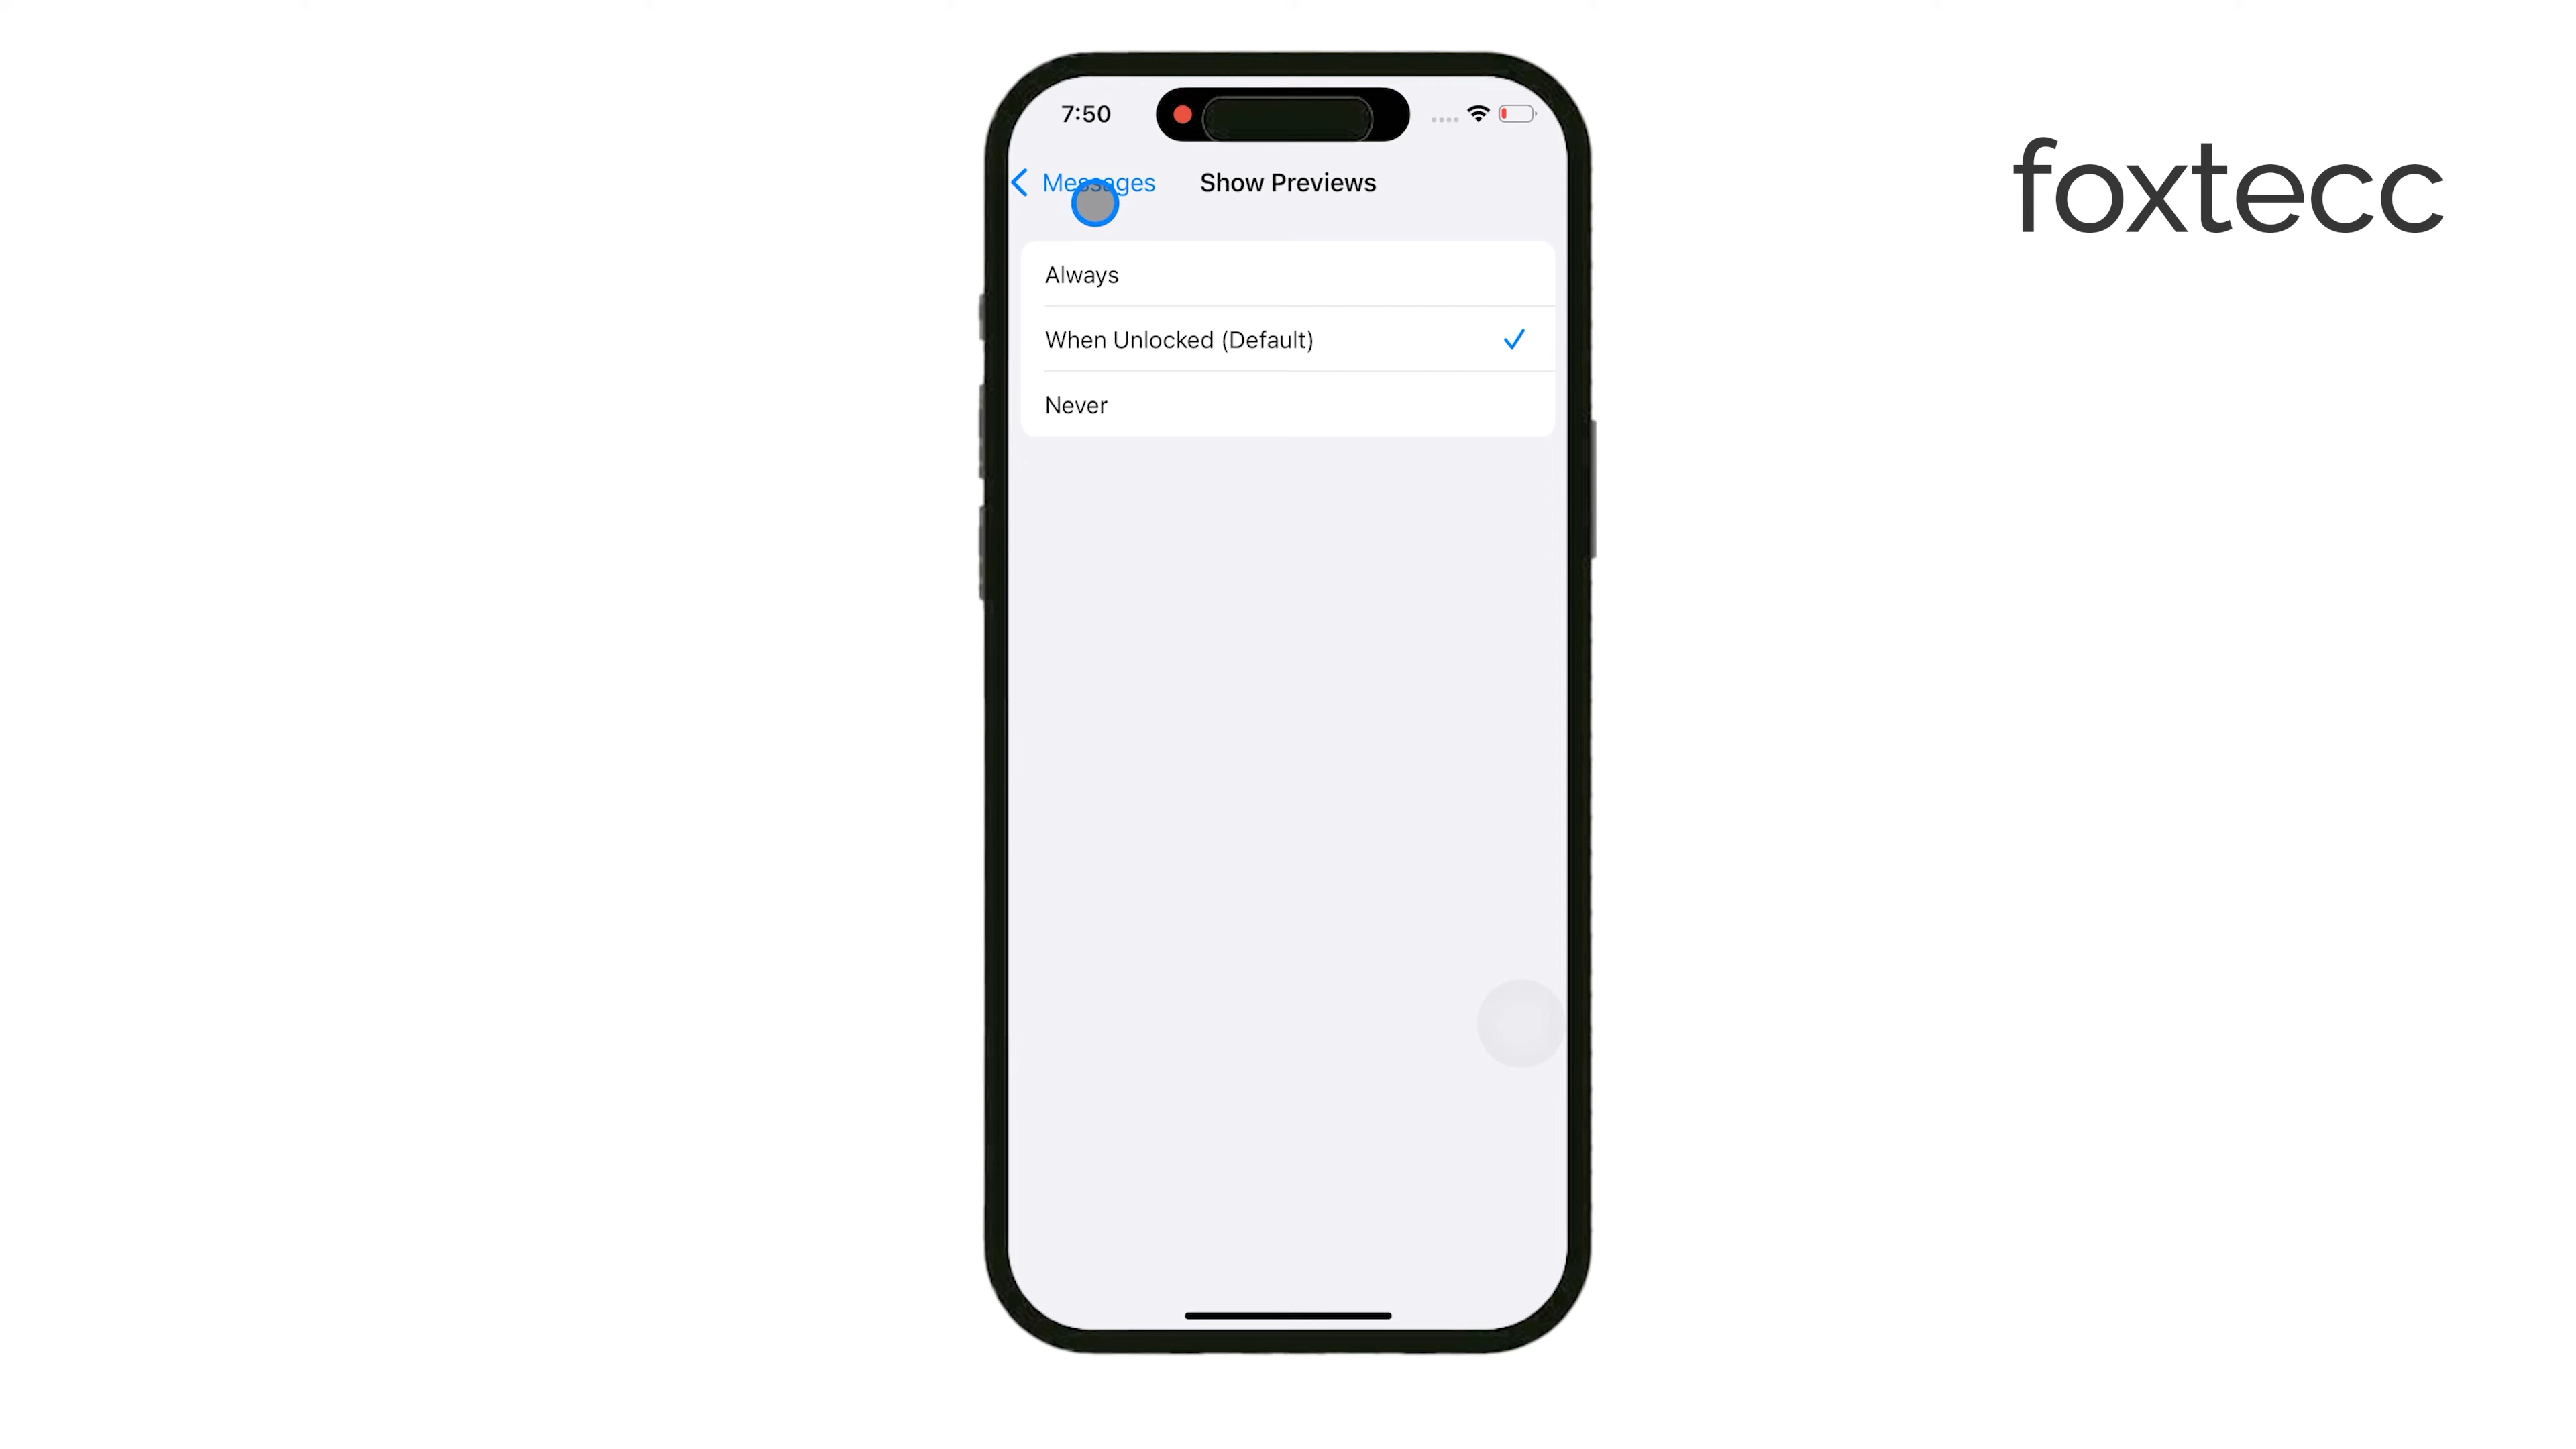 7:50
Messages
Show Previews
foxtecc
Always
When Unlocked (Default)
Never